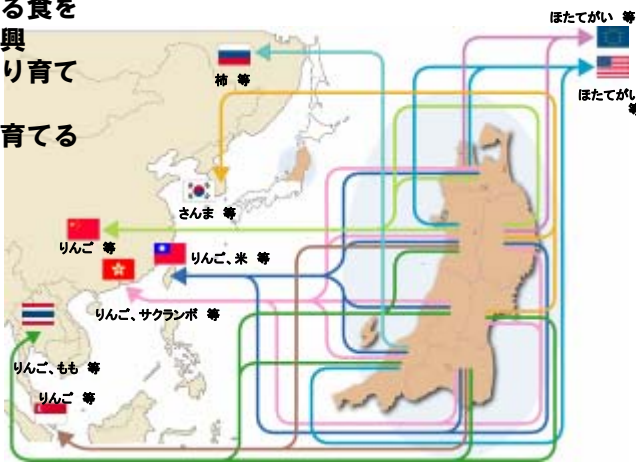 る食を
興
り育て
育てる
ほたてがい 等
ほたてがい
等
柿 等
さんま 等
りんご 等
りんご、米 等
りんご、サクランボ 等
りんご、もも 等
りんご 等